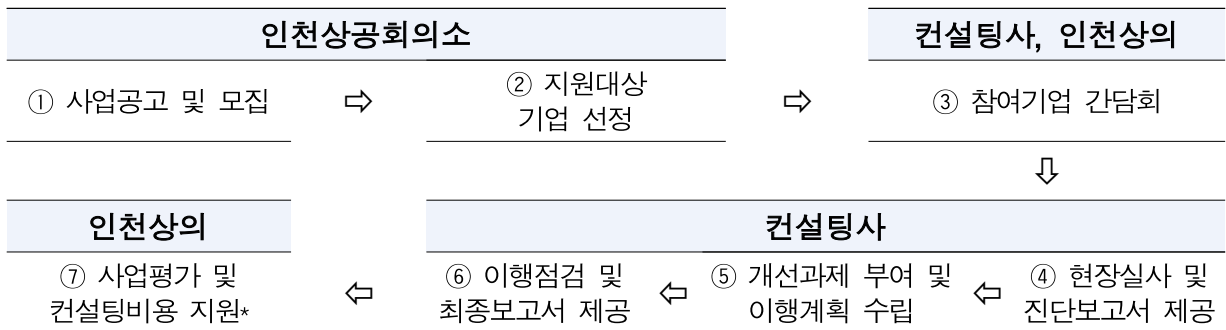 인천상공회의소
컨설팅사, 인천상의
① 사업공고 및 모집
⇨
② 지원대상
기업 선정
⇨
③ 참여기업 간담회
⇩
인천상의
컨설팅사
⑦ 사업평가 및
컨설팅비용 지원*
⇦
⑥ 이행점검 및
최종보고서 제공
⇦
⑤ 개선과제 부여 및
이행계획 수립
⇦
④ 현장실사 및
진단보고서 제공